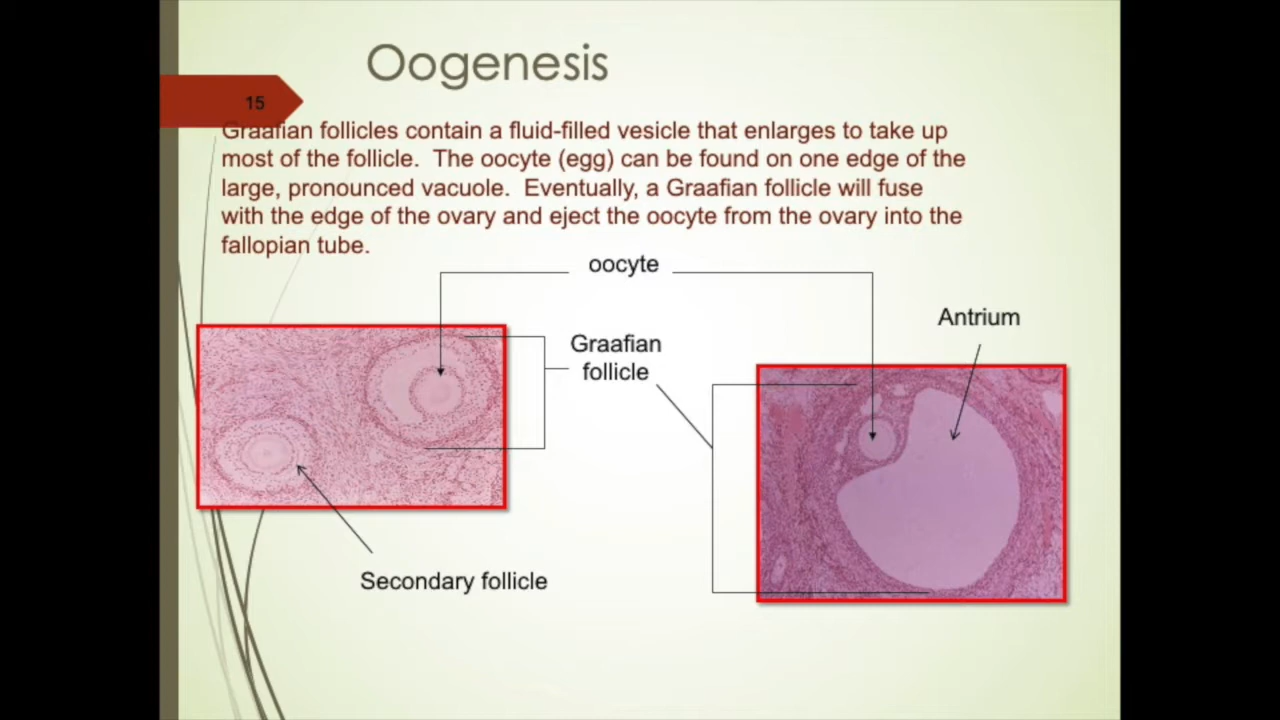 Oogenesis
15
Graafian follicles contain a fluid-filled vesicle that enlarges to take up
most of the follicle.  The oocyte (egg) can be found on one edge of the
large, pronounced vacuole.  Eventually, a Graafian follicle will fuse
with the edge of the ovary and eject the oocyte from the ovary into the
fallopian tube.
oocyte
Antrium
Graafian
follicle
Secondary follicle